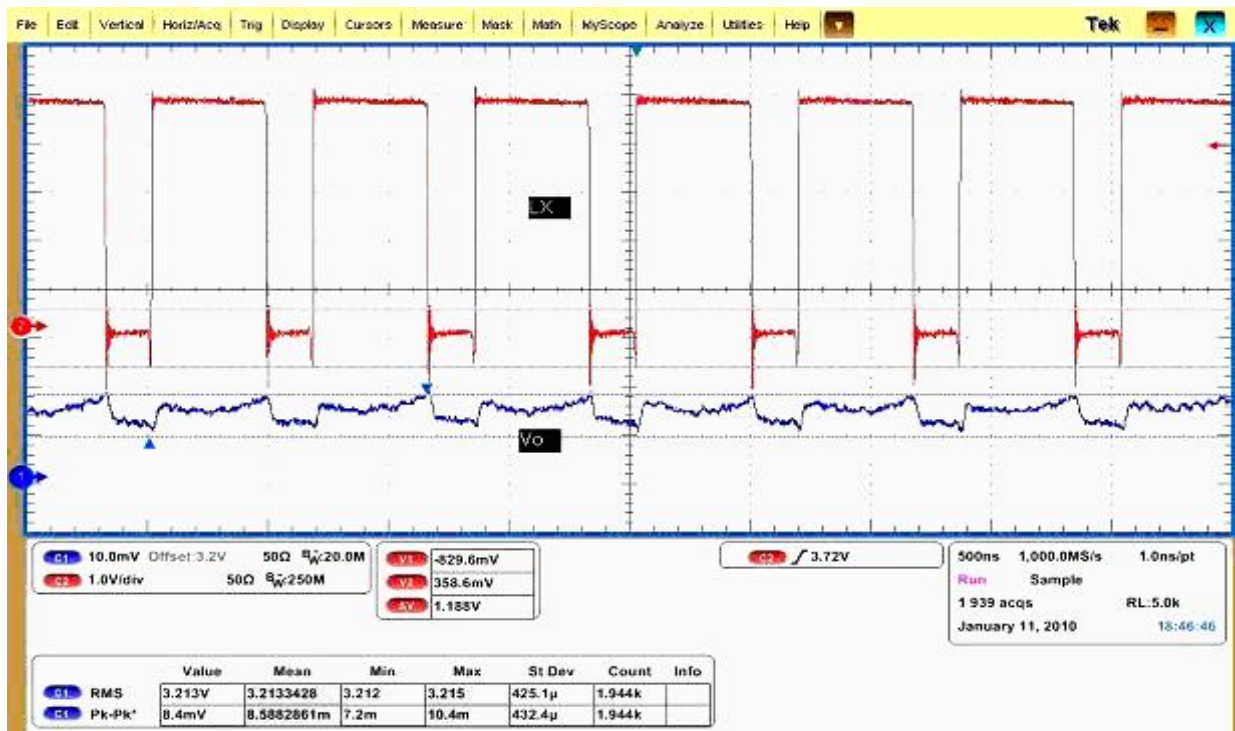 File Edit Vertical Horiz/Acq Trig Display Cursors Measure Mask Math MyScope Analyze Utilities Help Tek X
LX
2
Vo
1
C1 10.0mV Offset:3.2V 50Ω BW:20.0M
C2 1.0V/div 50Ω BW:250M
V1 -829.6mV
V2 358.6mV
ΔV 1.188V
C2 3.72V
500ns 1,000.0MS/s 1.0ns/pt
Run Sample
1 939 acqs RL:5.0k
January 11, 2010 18:46:46
Value Mean Min Max St Dev Count Info
C1 RMS 3.213V 3.2133428 3.212 3.215 425.1µ 1.944k
C1 Pk-Pk* 8.4mV 8.5882861m 7.2m 10.4m 432.4µ 1.944k